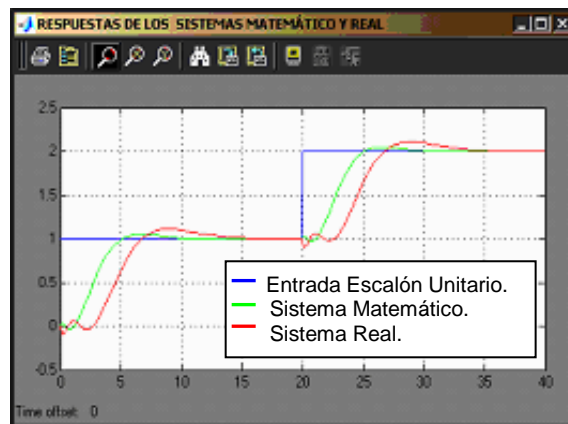 RESPUESTAS DE LOS SISTEMAS MATEMÁTICO Y REAL
2.5
2
1.5
1
0.5
0
-0.5
0 5 10 15 20 25 30 35 40
Entrada Escalón Unitario.
Sistema Matemático.
Sistema Real.
Time offset: 0